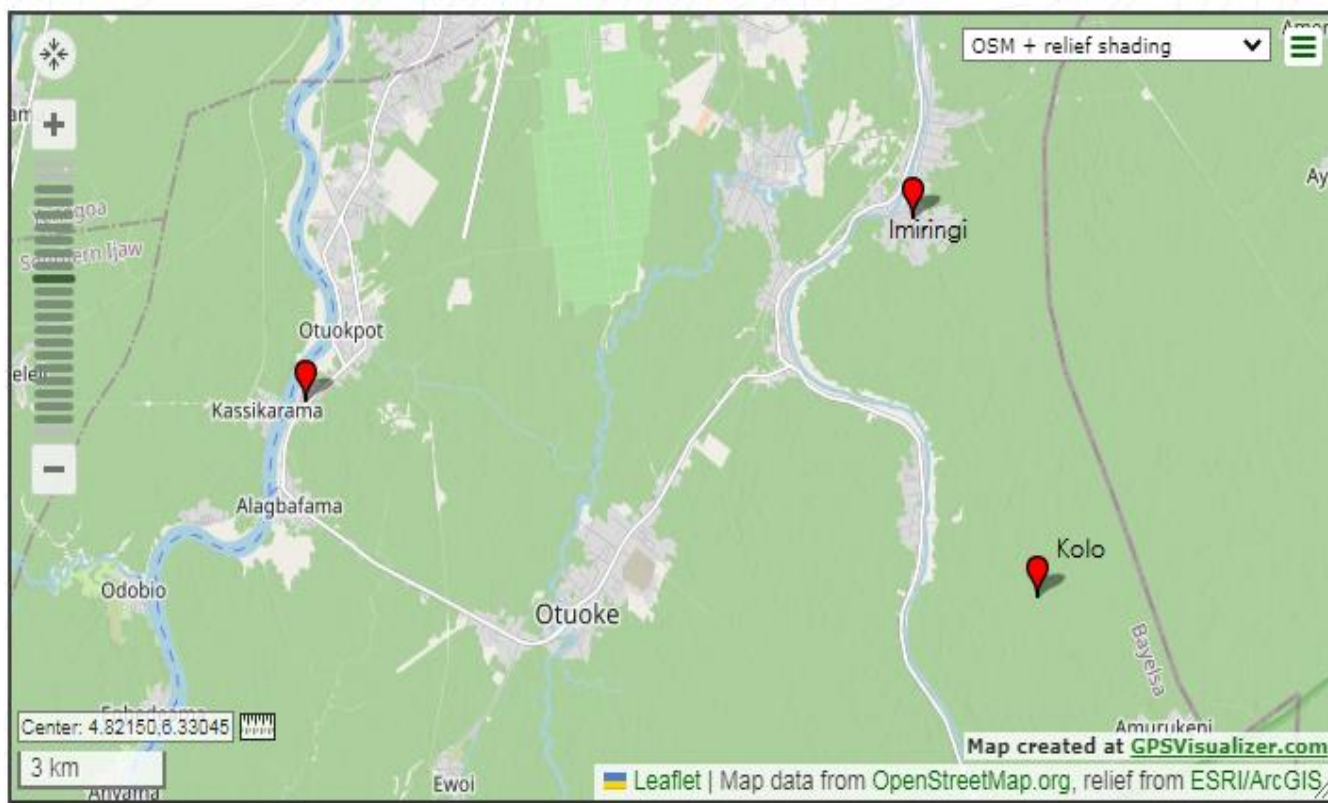 OSM + relief shading
Imiringi
Otuokpot
Kassikarama
Alagbafama
Kolo
Odobio
Otuoke
Bayelsa
Center: 4.82150,6.33045
Amurukeni
Map created at GPSVisualizer.com
3 km
Ewoi
Leaflet | Map data from OpenStreetMap.org, relief from ESRI/ArcGIS